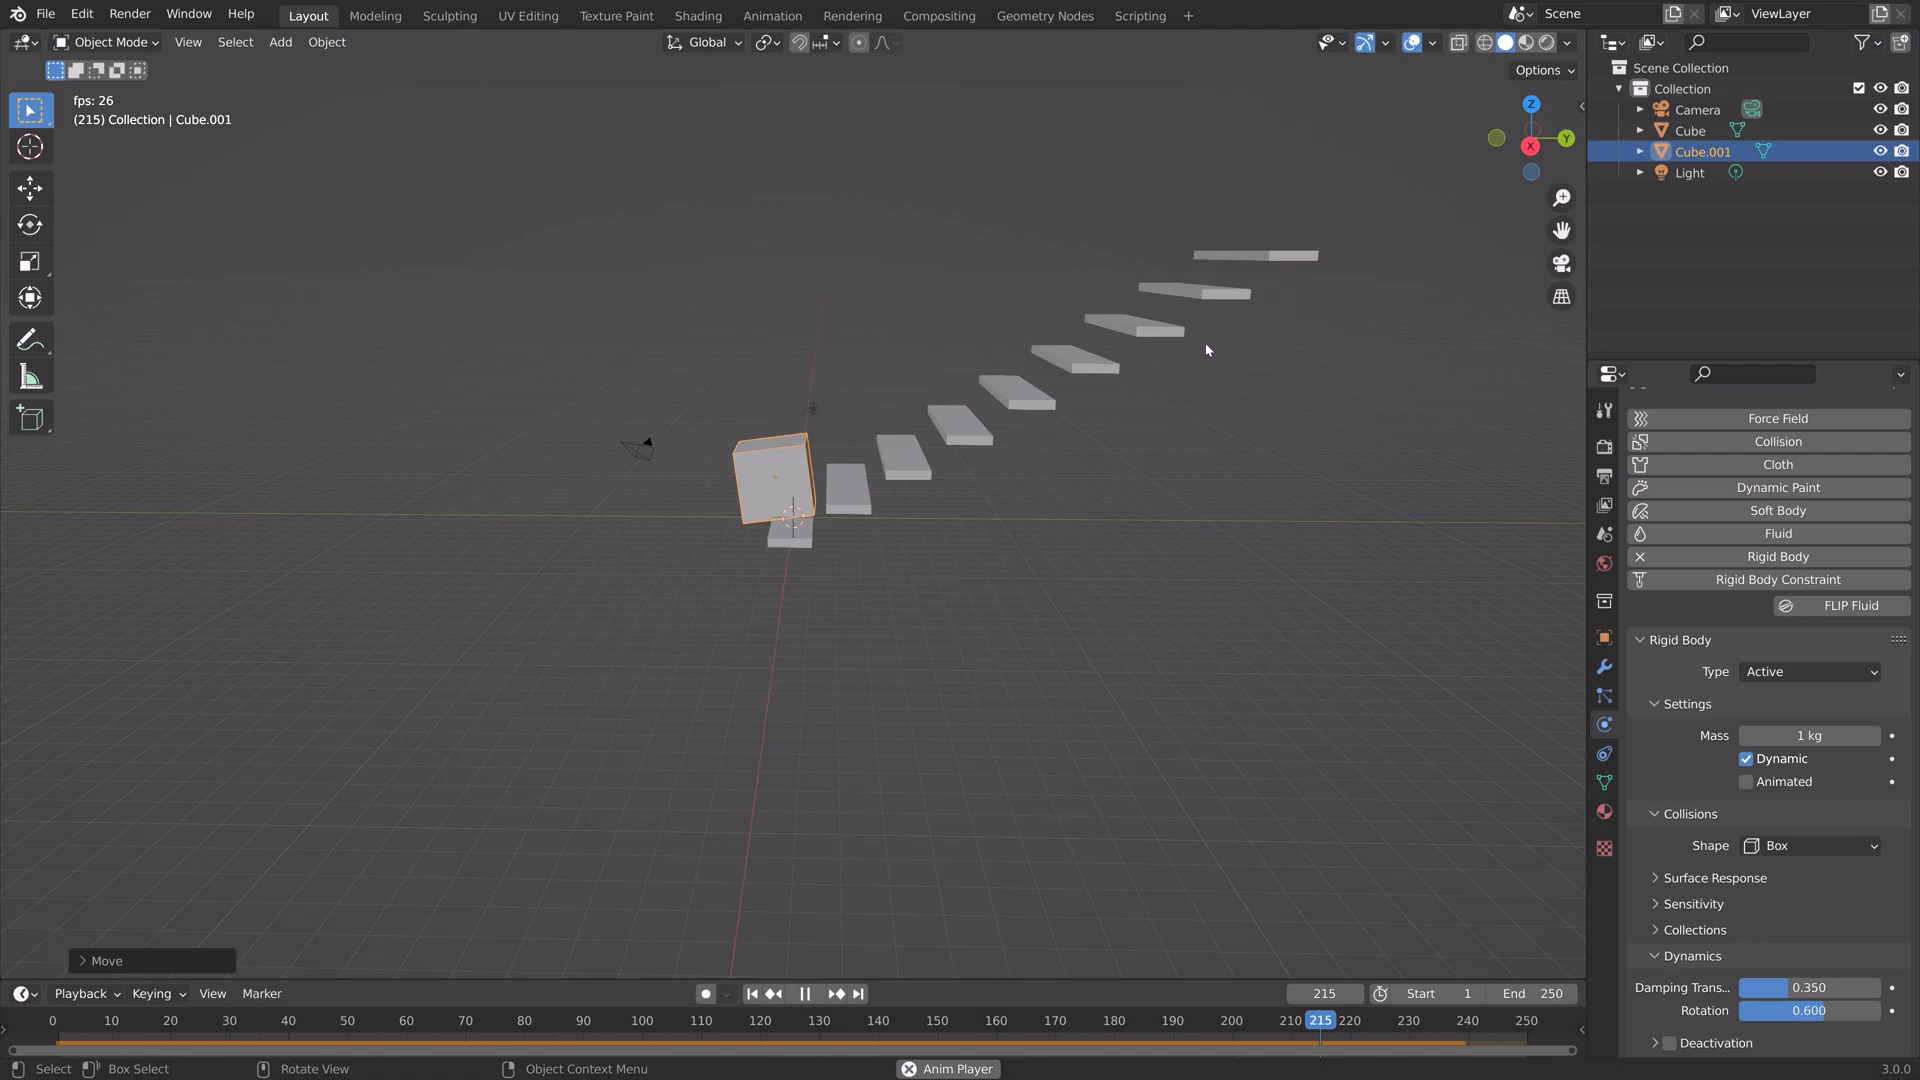 File Edit Render Window Help Layout Modeling Sculpting UV Editing Texture Paint Shading Animation Rendering Compositing Geometry Nodes Scripting + Scene ViewLayer
Object Mode View Select Add Object Global
Options
fps: 26
(215) Collection | Cube.001
Z
Y
X
Scene Collection
Collection
Camera
Cube
Cube.001
Light
Force Field
Collision
Cloth
Dynamic Paint
Soft Body
Fluid
Rigid Body
Rigid Body Constraint
FLIP Fluid
Rigid Body
Type Active
Settings
Mass 1 kg
Dynamic
Animated
Collisions
Shape Box
Surface Response
Sensitivity
Collections
Dynamics
Damping Trans... 0.350
Rotation 0.600
Deactivation
Move
Playback Keying View Marker 215 Start 1 End 250
0 10 20 30 40 50 60 70 80 90 100 110 120 130 140 150 160 170 180 190 200 210 215 220 230 240 250
Select Box Select Rotate View Object Context Menu Anim Player 3.0.0